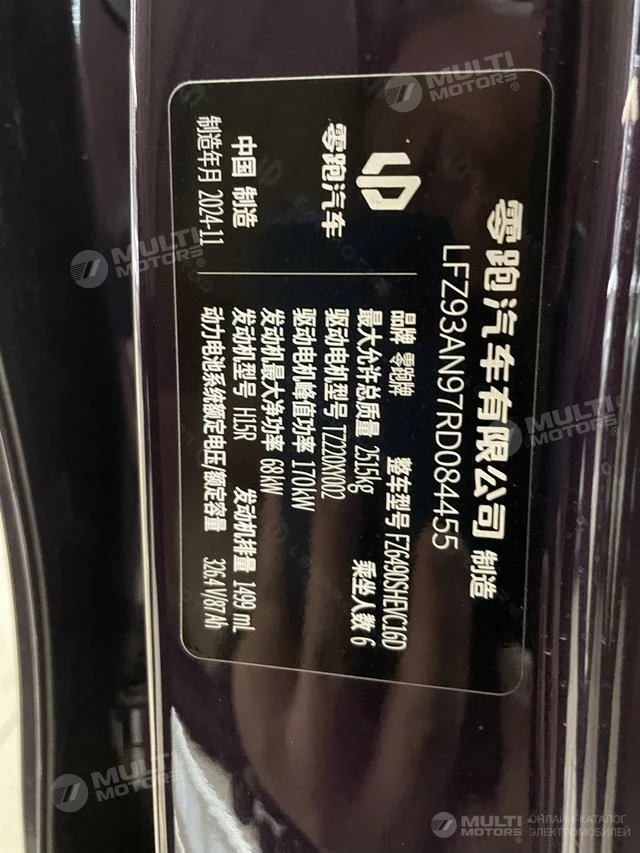 零跑汽车有限公司 制造
LFZ93AN97RD084455
零跑汽车
中国 制造
制造年月 2024-11
品牌 零跑牌 整车型号 FZ6490SHEVC16D
最大允许总质量 2515kg 乘坐人数 6
驱动电机型号 TZ220XY002
驱动电机峰值功率 170kW
发动机最大净功率 68kW
发动机型号 H15R 发动机排量 1499 mL
动力电池系统额定电压/额定容量 326.4 V/87Ah
MULTI MOTORS®
MULTI MOTORS
MULTI MOTORS
MULTI MOTORS
MULTI MOTORS®
ОНЛАЙН-КАТАЛОГ
ЭЛЕКТРОМОБИЛЕЙ